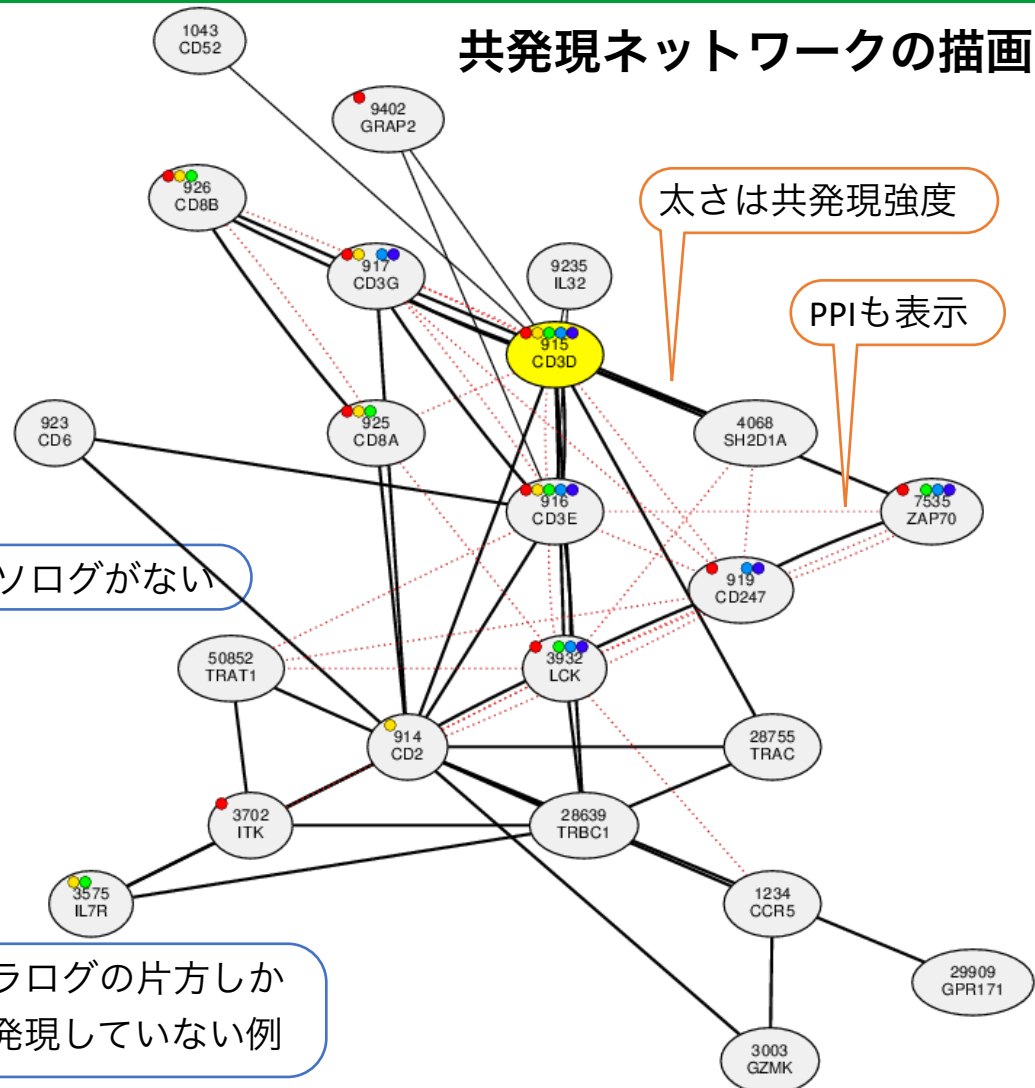 共発現ネットワークの描画
1043
CD52
9402
GRAP2
926
CD8B
太さは共発現強度
917
CD3G
9235
IL32
PPIも表示
915
CD3D
923
CD6
925
CD8A
4068
SH2D1A
916
CD3E
7535
ZAP70
ソログがない
919
CD247
50852
TRAT1
3932
LCK
914
CD2
28755
TRAC
3702
ITK
28639
TRBC1
3575
IL7R
1234
CCR5
ラログの片方しか
発現していない例
29909
GPR171
3003
GZMK